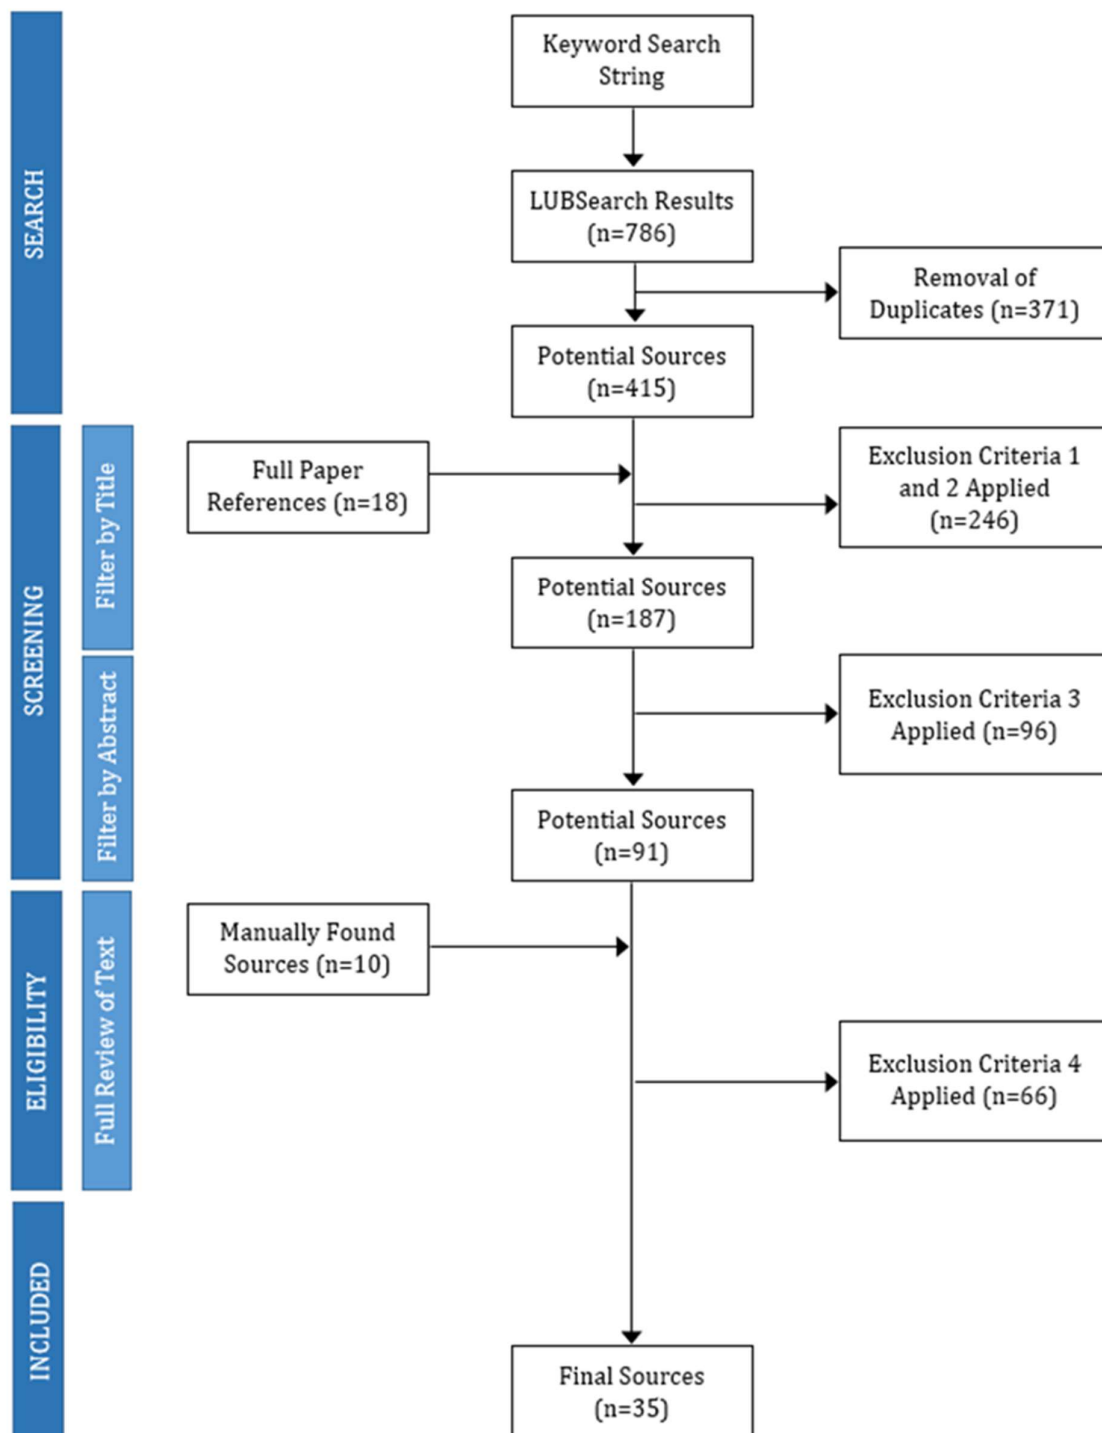 Keyword Search
String
SEARCH
LUBSearch Results
(n=786)
Removal of
Duplicates (n=371)
Potential Sources
(n=415)
SCREENING
Filter by Title
Full Paper
References (n=18)
Exclusion Criteria 1
and 2 Applied
(n=246)
Potential Sources
(n=187)
Filter by Abstract
Exclusion Criteria 3
Applied (n=96)
Potential Sources
(n=91)
ELIGIBILITY
Full Review of Text
Manually Found
Sources (n=10)
Exclusion Criteria 4
Applied (n=66)
INCLUDED
Final Sources
(n=35)